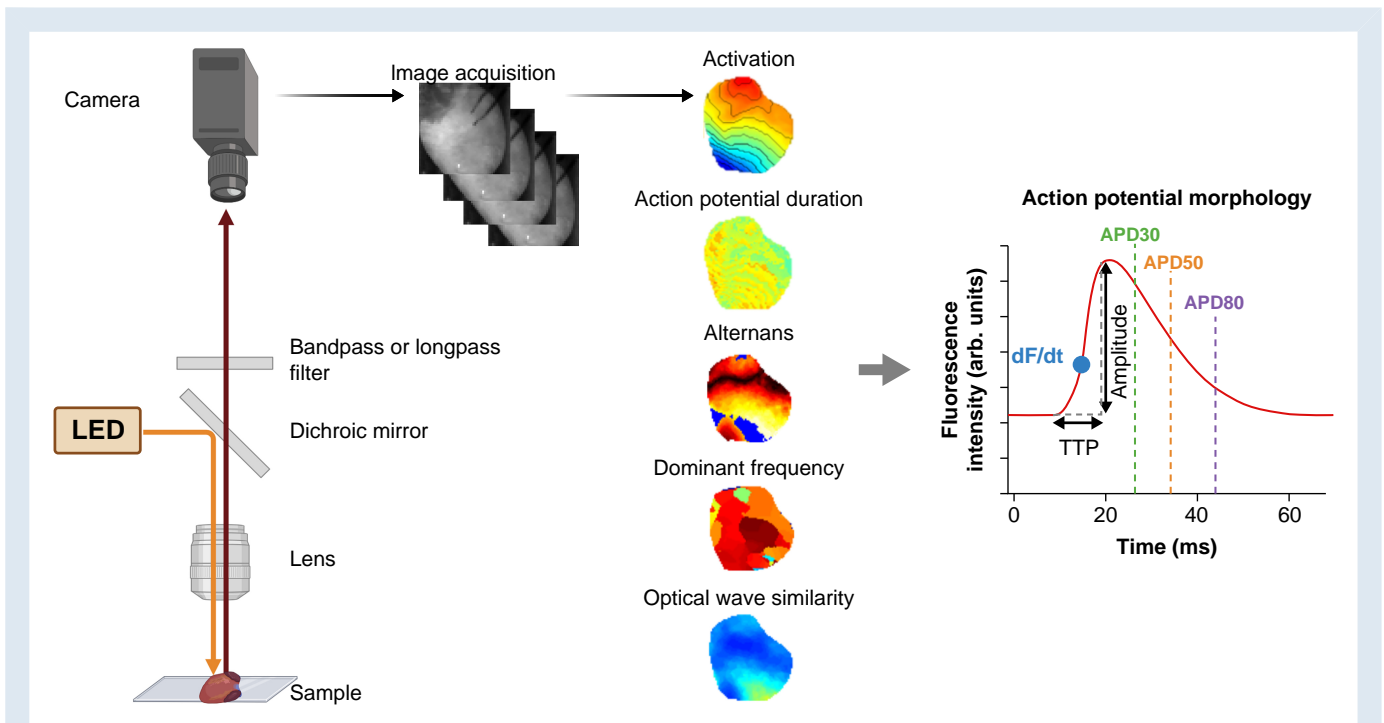 Camera
Image acquisition
Bandpass or longpass
filter
LED
Dichroic mirror
Lens
Sample
Activation
Action potential duration
Alternans
Dominant frequency
Optical wave similarity
Action potential morphology
APD30
APD50
APD80
dF/dt
Amplitude
TTP
Fluorescence
intensity (arb. units)
0 20 40 60
Time (ms)